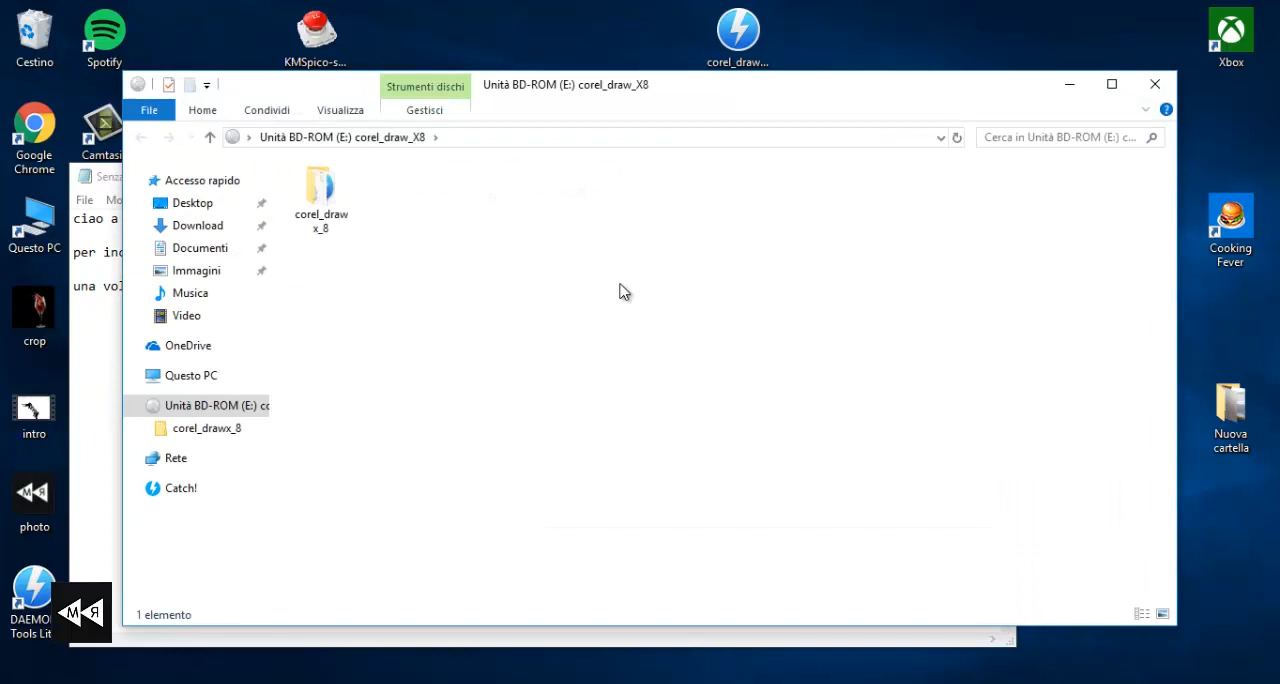 Cestino
Spotify
KMSpico-s...
corel_draw...
Xbox
Strumenti dischi
Unità BD-ROM (E:) corel_draw_X8
File
Home
Condividi
Visualizza
Gestisci
Unità BD-ROM (E:) corel_draw_X8
Cerca in Unità BD-ROM (E:) c...
Google
Chrome
Camtasi
Senza
File Mo
ciao a
per inc
una vol
Accesso rapido
Desktop
Download
Documenti
Immagini
Musica
Video
OneDrive
Questo PC
Unità BD-ROM (E:) cc
corel_drawx_8
Rete
Catch!
corel_draw
x_8
Questo PC
crop
intro
photo
DAEMO
Tools Lit
Cooking
Fever
Nuova
cartella
1 elemento